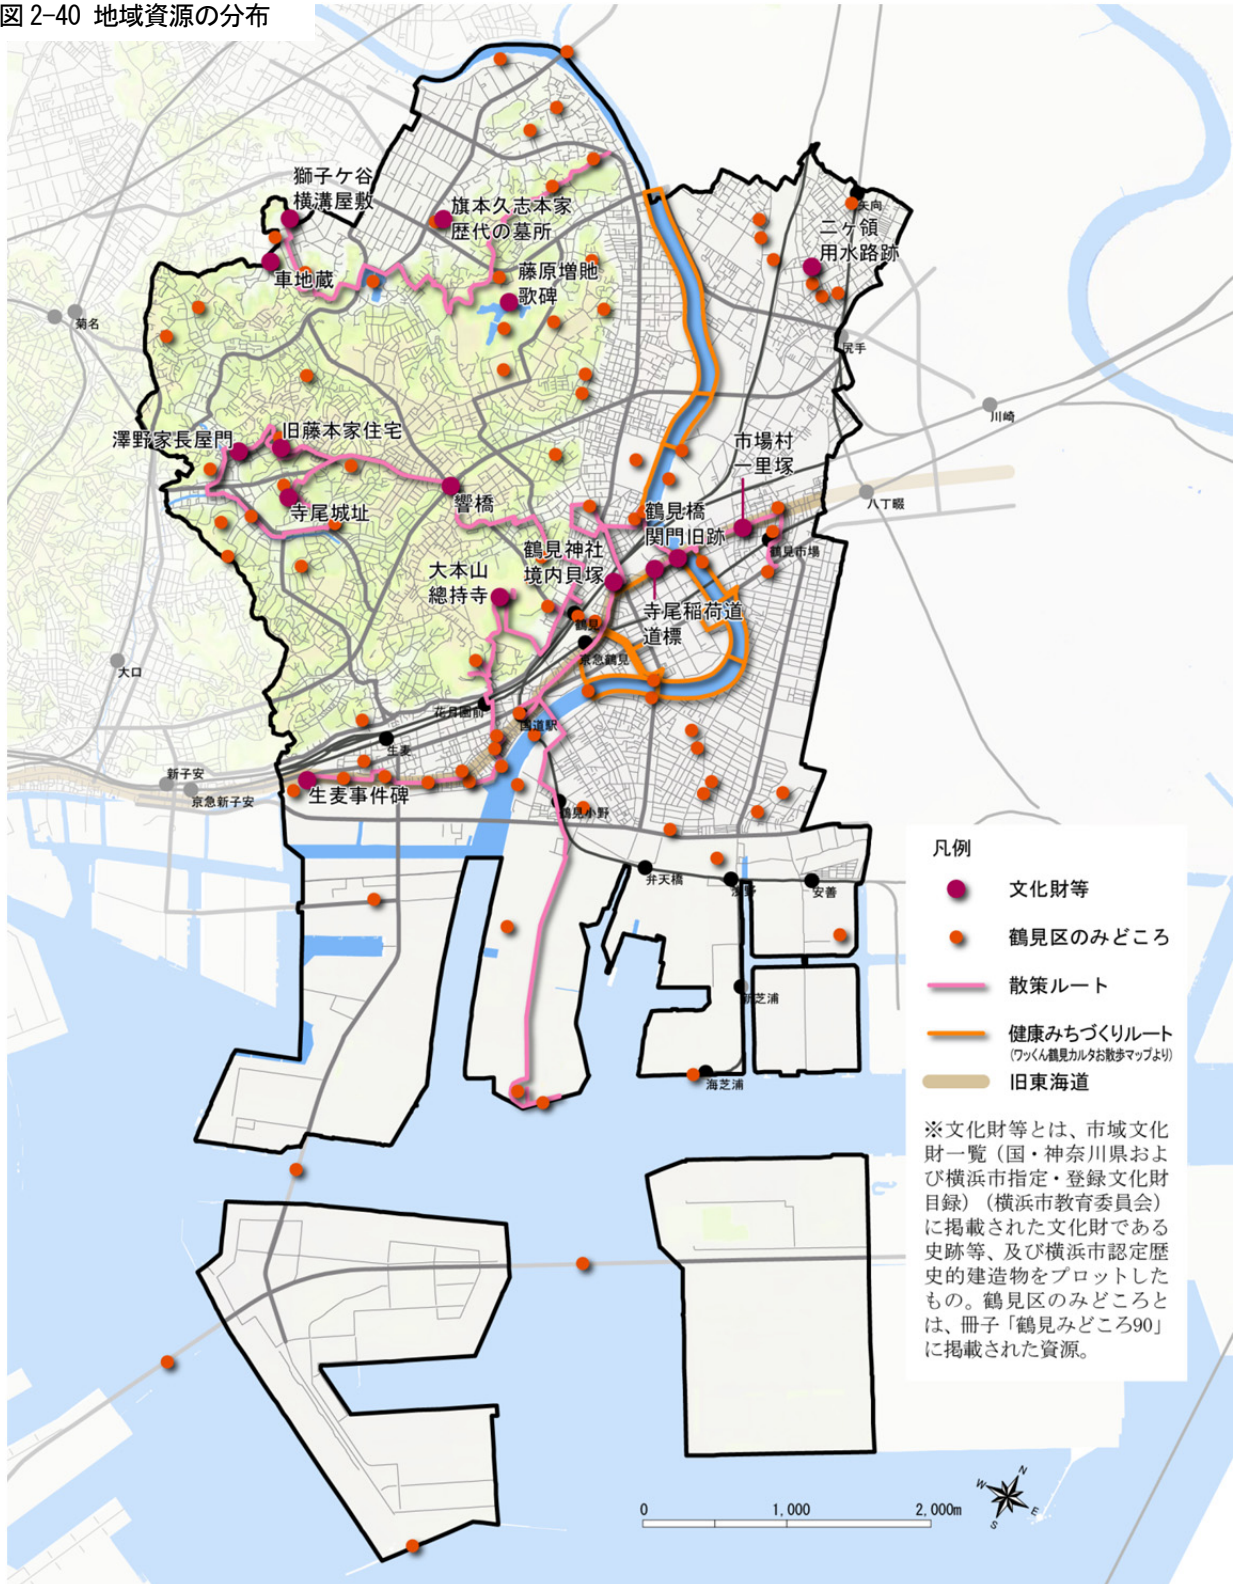 図2-40 地域資源の分布
獅子ケ谷
横溝屋敷
旗本久志本家
歴代の墓所
矢向
二ヶ領
用水路跡
車地蔵
藤原増貤
歌碑
菊名
尻手
川崎
澤野家長屋門
旧藤本家住宅
市場村
一里塚
響橋
八丁畷
寺尾城址
鶴見橋
関門旧跡
鶴見神社
境内貝塚
鶴見市場
大本山
總持寺
寺尾稲荷道
道標
鶴見
京急鶴見
大口
花月園前
国道駅
生麦
新子安
京急新子安
生麦事件碑
鶴見小野
弁天橋
浅野
安善
新芝浦
海芝浦
凡例
文化財等
鶴見区のみどころ
散策ルート
健康みちづくりルート
(ワッくん鶴見カルタお散歩マップより)
旧東海道
※文化財等とは、市域文化
財一覧（国・神奈川県およ
び横浜市指定・登録文化財
目録）（横浜市教育委員会）
に掲載された文化財である
史跡等、及び横浜市認定歴
史的建造物をプロットした
もの。鶴見区のみどころと
は、冊子「鶴見みどころ90」
に掲載された資源。
N
W
E
S
0 1,000 2,000m